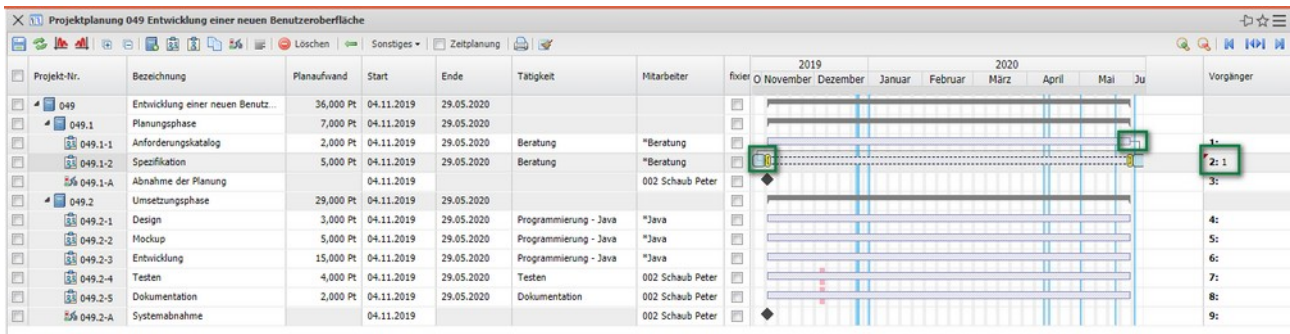 Projektplanung 049 Entwicklung einer neuen Benutzeroberfläche
Löschen Sonstiges Zeitplanung
Projekt-Nr. Bezeichnung Planaufwand Start Ende Tätigkeit Mitarbeiter fixier 2019 2020 Vorgänger
O November Dezember Januar Februar März April Mai Ju
049 Entwicklung einer neuen Benutz... 36,000 Pt 04.11.2019 29.05.2020
049.1 Planungsphase 7,000 Pt 04.11.2019 29.05.2020
049.1-1 Anforderungskatalog 2,000 Pt 04.11.2019 29.05.2020 Beratung "Beratung 1:
049.1-2 Spezifikation 5,000 Pt 04.11.2019 29.05.2020 Beratung "Beratung 2: 1
049.1-A Abnahme der Planung 04.11.2019 002 Schaub Peter 3:
049.2 Umsetzungsphase 29,000 Pt 04.11.2019 29.05.2020
049.2-1 Design 3,000 Pt 04.11.2019 29.05.2020 Programmierung - Java "Java 4:
049.2-2 Mockup 5,000 Pt 04.11.2019 29.05.2020 Programmierung - Java "Java 5:
049.2-3 Entwicklung 15,000 Pt 04.11.2019 29.05.2020 Programmierung - Java "Java 6:
049.2-4 Testen 4,000 Pt 04.11.2019 29.05.2020 Testen 002 Schaub Peter 7:
049.2-5 Dokumentation 2,000 Pt 04.11.2019 29.05.2020 Dokumentation 002 Schaub Peter 8:
049.2-A Systemabnahme 04.11.2019 002 Schaub Peter 9: